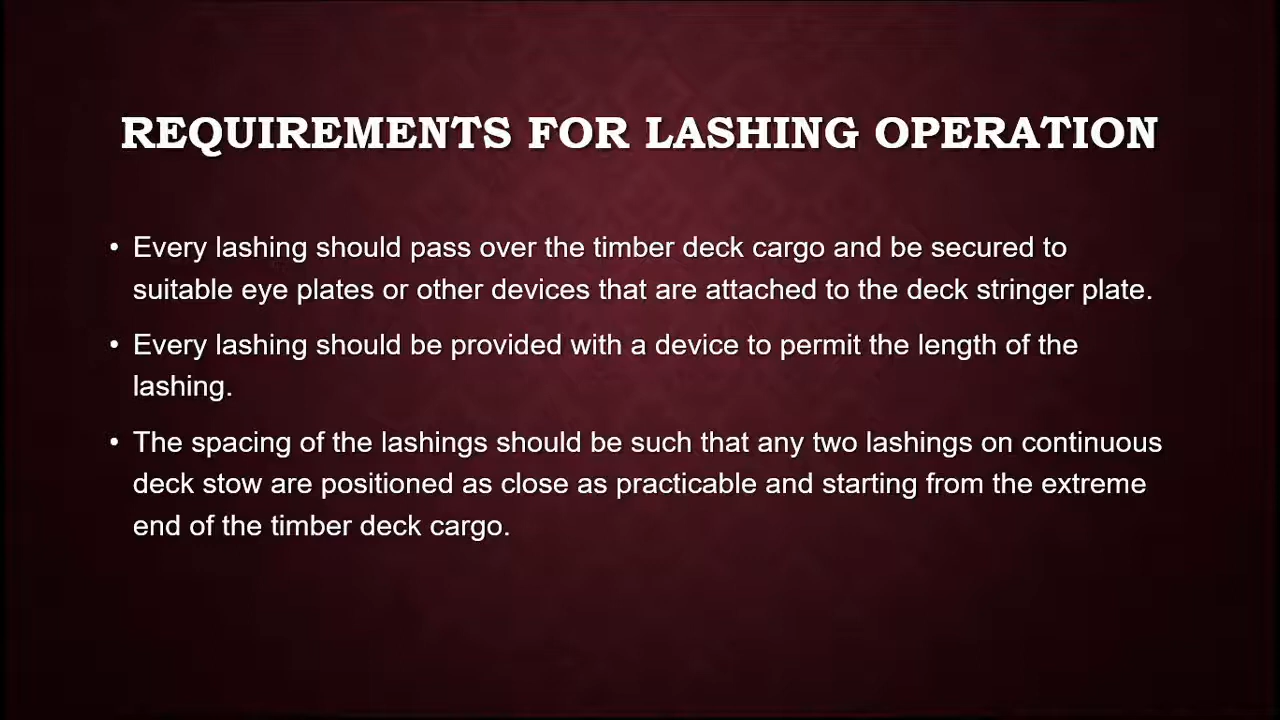 REQUIREMENTS FOR LASHING OPERATION
• Every lashing should pass over the timber deck cargo and be secured to
suitable eye plates or other devices that are attached to the deck stringer plate.
• Every lashing should be provided with a device to permit the length of the
lashing.
• The spacing of the lashings should be such that any two lashings on continuous
deck stow are positioned as close as practicable and starting from the extreme
end of the timber deck cargo.